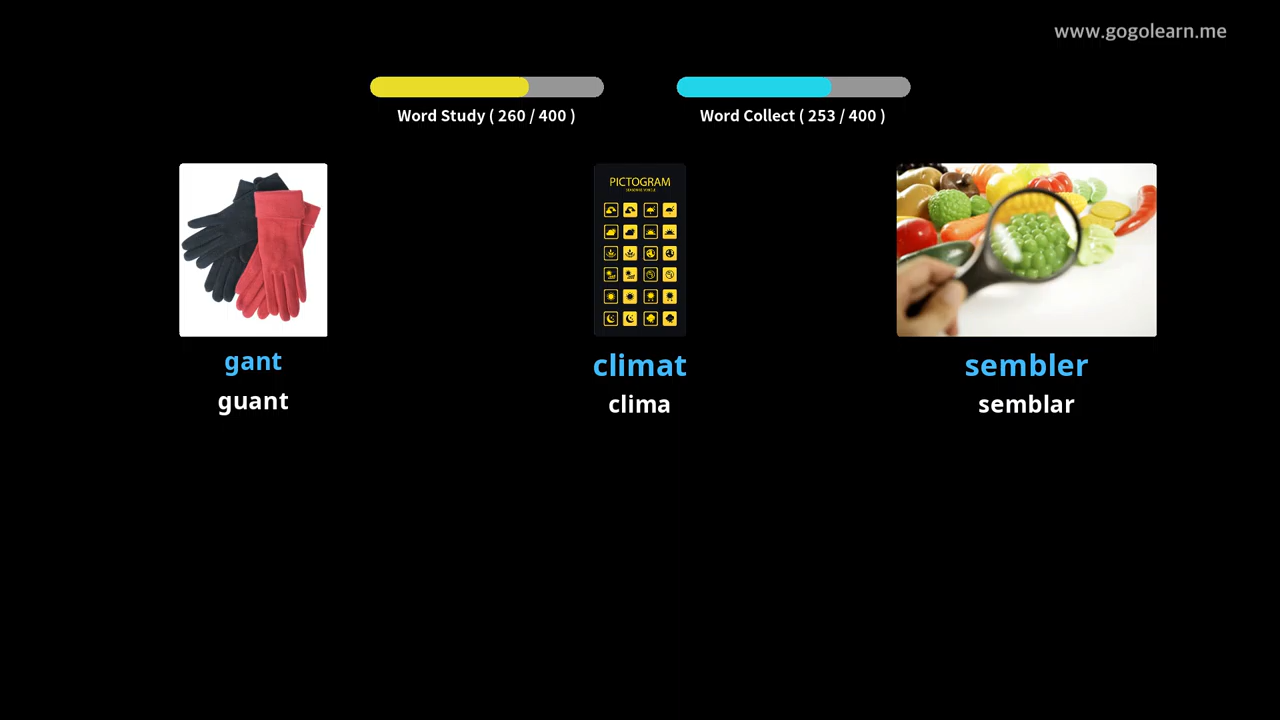 www.gogolearn.me
Word Study ( 260 / 400 )
Word Collect ( 253 / 400 )
PICTOGRAM
gant
climat
sembler
guant
clima
semblar